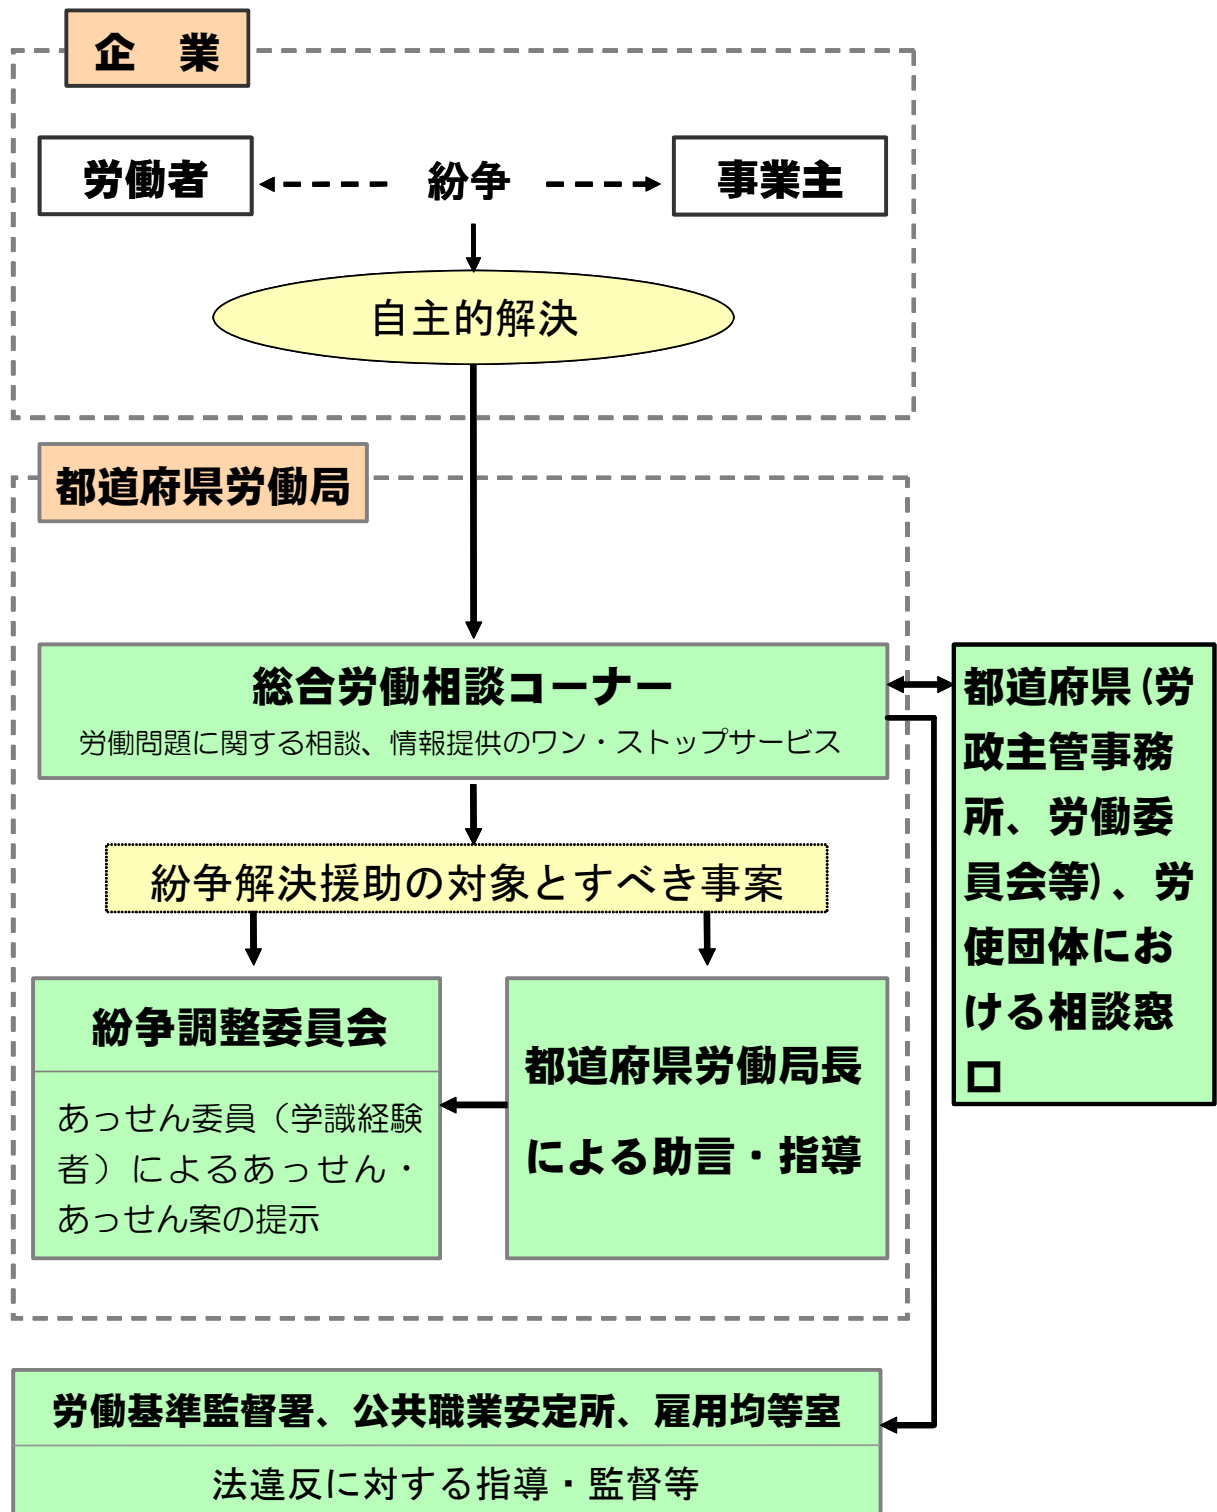 企　業
労働者
紛争
事業主
自主的解決
都道府県労働局
総合労働相談コーナー
労働問題に関する相談、情報提供のワン・ストップサービス
都道府県(労
政主管事務
所、労働委
員会等)、労
使団体にお
ける相談窓
口
紛争解決援助の対象とすべき事案
紛争調整委員会
あっせん委員（学識経験
者）によるあっせん・
あっせん案の提示
都道府県労働局長
による助言・指導
労働基準監督署、公共職業安定所、雇用均等室
法違反に対する指導・監督等